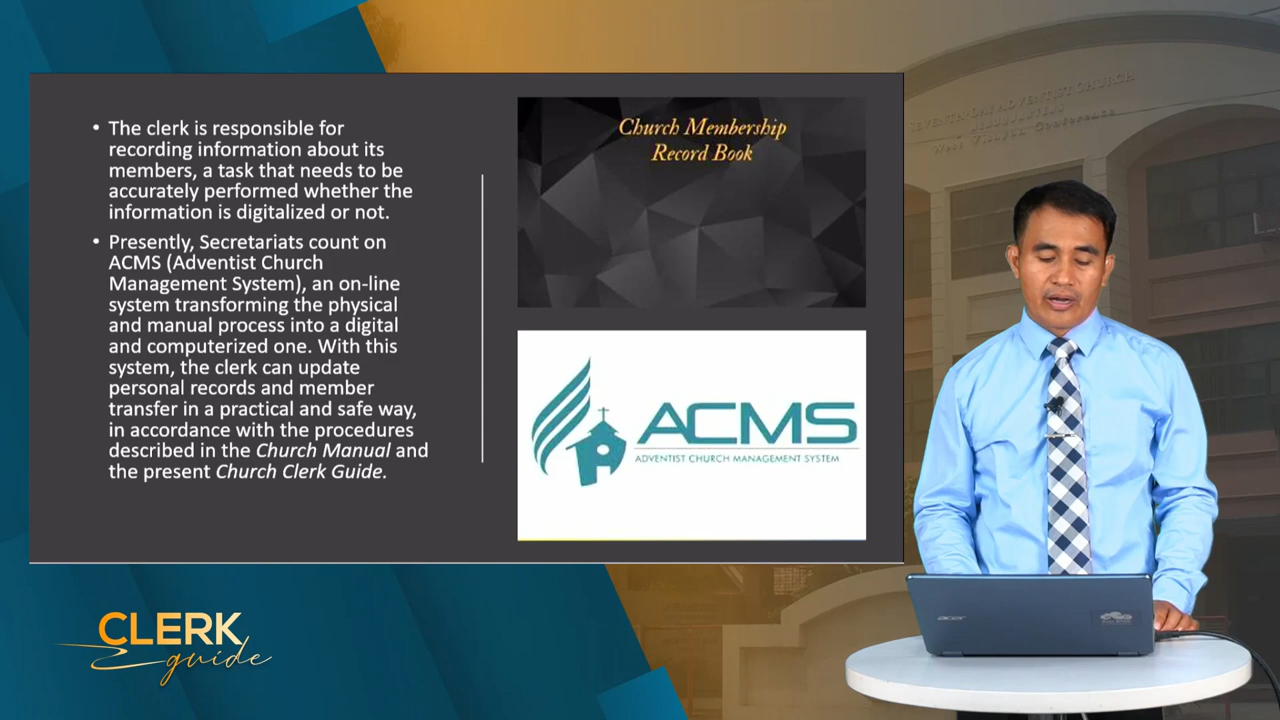 • The clerk is responsible for
recording information about its
members, a task that needs to be
accurately performed whether the
information is digitalized or not.
• Presently, Secretariats count on
ACMS (Adventist Church
Management System), an on-line
system transforming the physical
and manual process into a digital
and computerized one. With this
system, the clerk can update
personal records and member
transfer in a practical and safe way,
in accordance with the procedures
described in the Church Manual and
the present Church Clerk Guide.
Church Membership
Record Book
ACMS
ADVENTIST CHURCH MANAGEMENT SYSTEM
SEVENTH-DAY ADVENTIST CHURCH
HEADQUARTERS
West Visayan Conference
acer
CLERK
guide